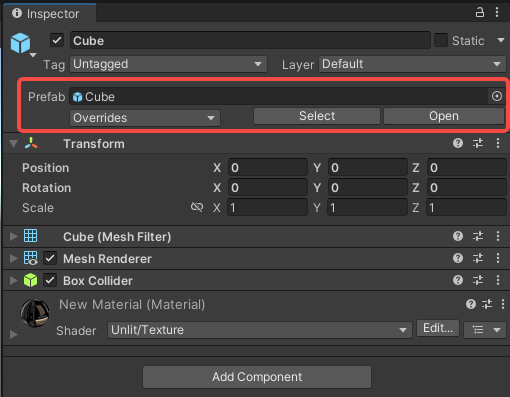 Inspector
Cube
Static
Tag Untagged Layer Default
Prefab Cube
Overrides Select Open
Transform
Position X 0 Y 0 Z 0
Rotation X 0 Y 0 Z 0
Scale X 1 Y 1 Z 1
Cube (Mesh Filter)
Mesh Renderer
Box Collider
New Material (Material)
Shader Unlit/Texture Edit...
Add Component